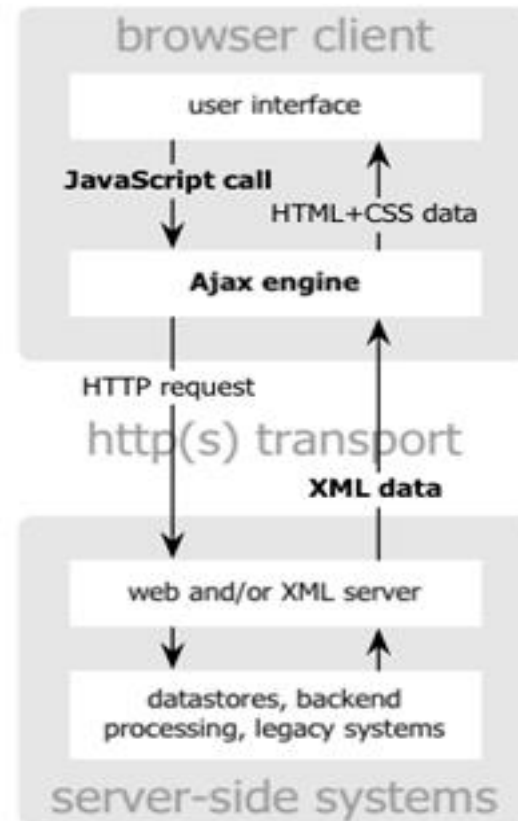 browser client
user interface
JavaScript call
HTML+CSS data
Ajax engine
HTTP request
http(s) transport
XML data
web and/or XML server
datastores, backend
processing, legacy systems
server-side systems